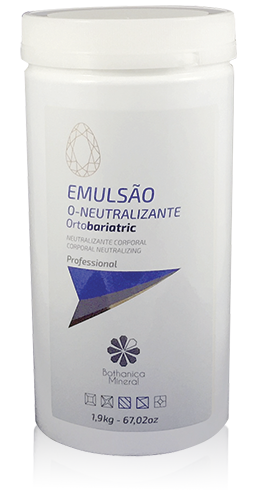 EMULSÃO
O-NEUTRALIZANTE
Ortobariatric
NEUTRALIZANTE CORPORAL
CORPORAL NEUTRALIZING
Professional
Bothanica
Mineral
1,9kg - 67,02oz